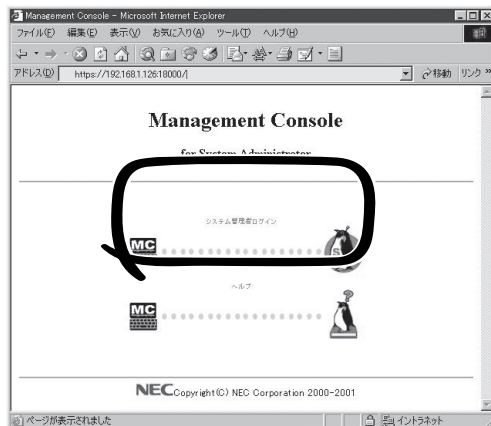 Management Console - Microsoft Internet Explorer
ファイル(F) 編集(E) 表示(V) お気に入り(A) ツール(T) ヘルプ(H)
アドレス(D) https://192.168.1.126:18000/ 移動 リンク »
Management Console
for System Administrator
システム管理者ログイン
MC
S
ヘルプ
MC
?
NEC Copyright(C) NEC Corporation 2000-2001
ページが表示されました イントラネット